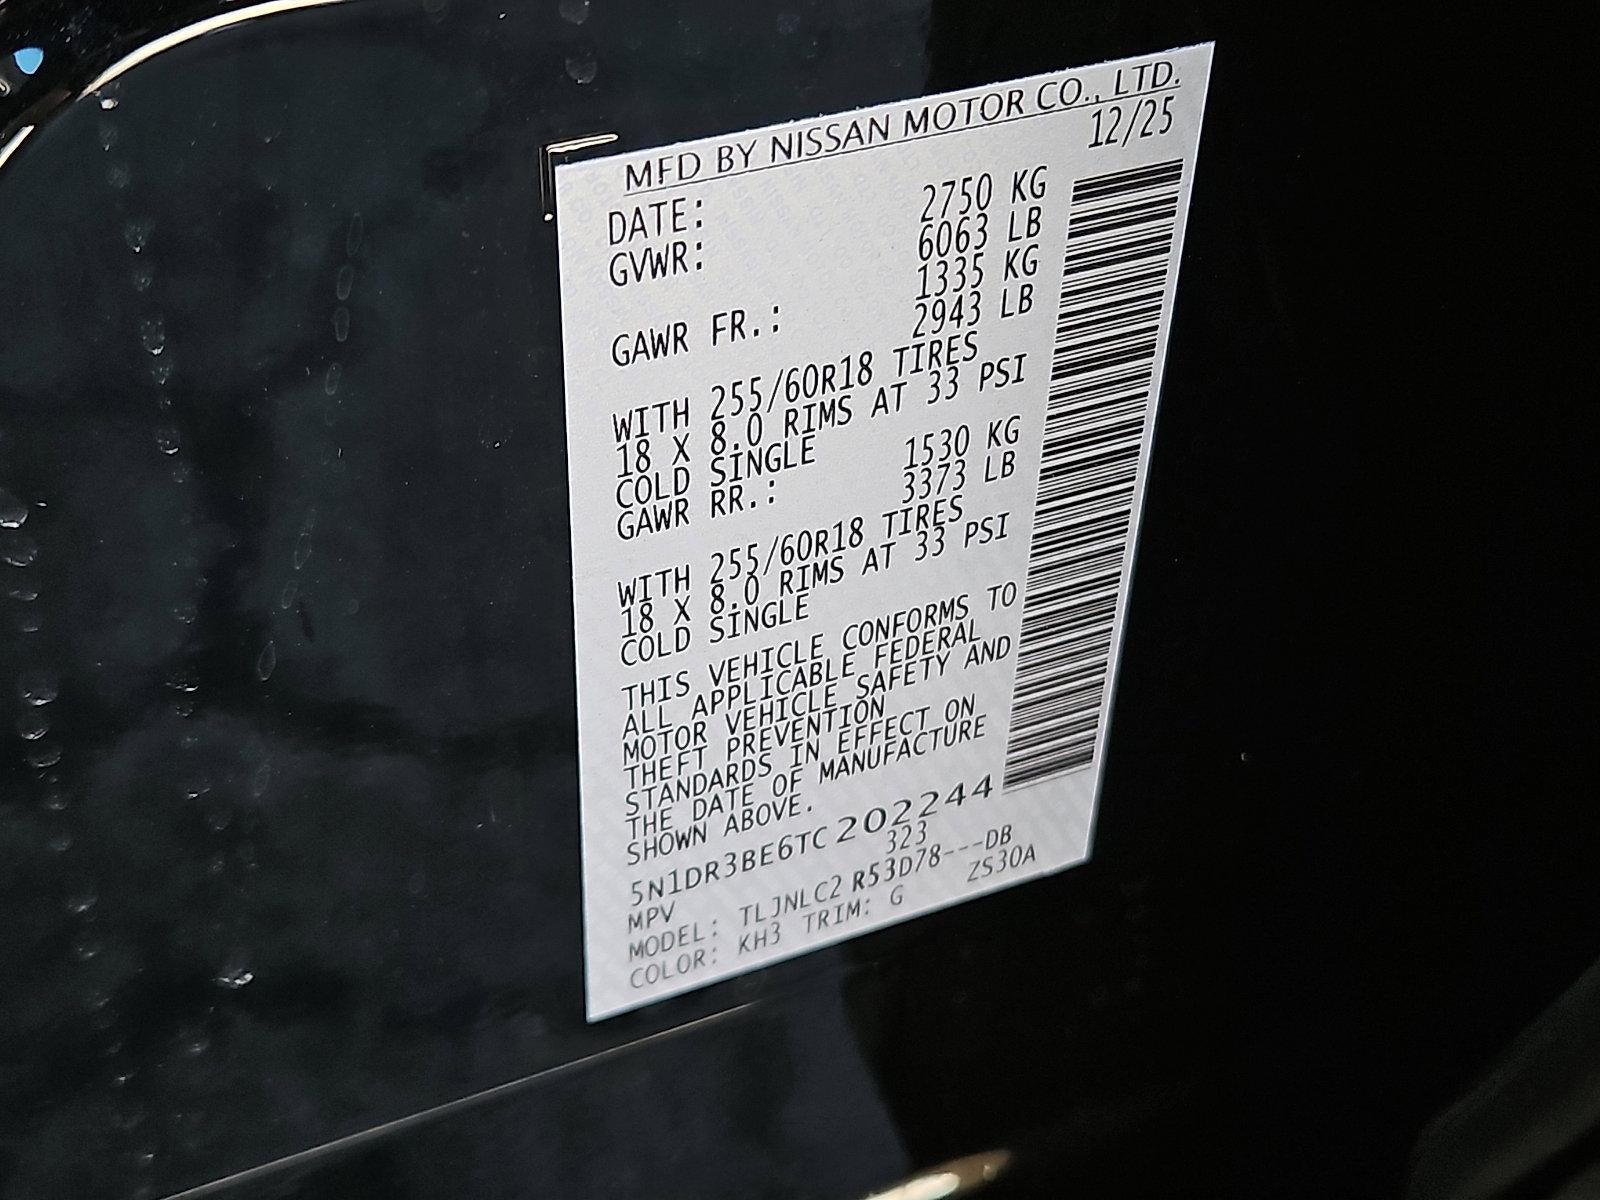 MFD BY NISSAN MOTOR CO., LTD.
DATE: 12/25
GVWR: 2750 KG
6063 LB
GAWR FR.: 1335 KG
2943 LB
WITH 255/60R18 TIRES
18 X 8.0 RIMS AT 33 PSI
COLD SINGLE
GAWR RR.: 1530 KG
3373 LB
WITH 255/60R18 TIRES
18 X 8.0 RIMS AT 33 PSI
COLD SINGLE
THIS VEHICLE CONFORMS TO
ALL APPLICABLE FEDERAL
MOTOR VEHICLE SAFETY AND
THEFT PREVENTION
STANDARDS IN EFFECT ON
THE DATE OF MANUFACTURE
SHOWN ABOVE.
5N1DR3BE6TC202244
MPV 323
MODEL: TLJNLC2 R53D78---DB
COLOR: KH3 TRIM: G ZS30A